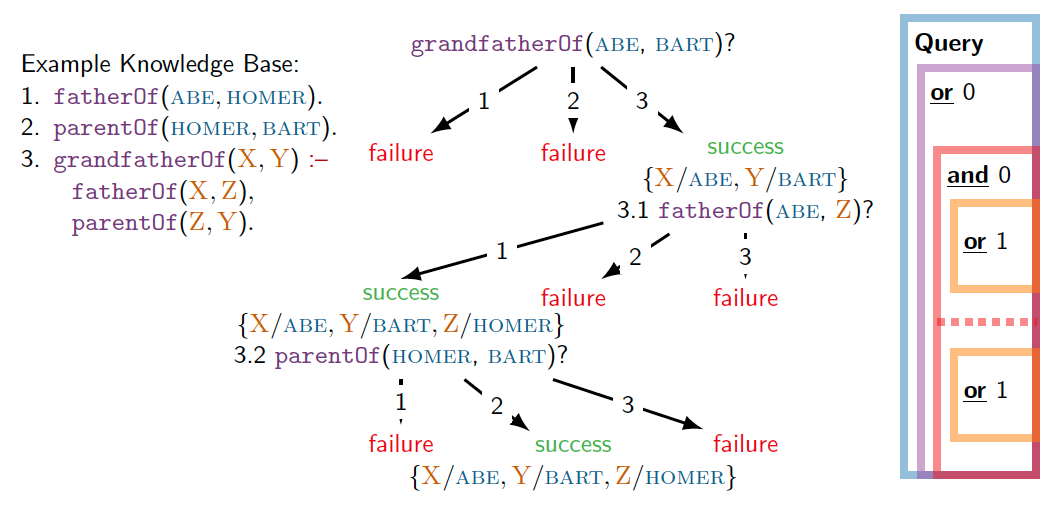 Example Knowledge Base:
1. fatherOf(ABE, HOMER).
2. parentOf(HOMER, BART).
3. grandfatherOf(X, Y) :–
fatherOf(X, Z),
parentOf(Z, Y).
grandfatherOf(ABE, BART)?
1 2 3
failure failure success
{X/ABE, Y/BART}
3.1 fatherOf(ABE, Z)?
1 2 3
success failure failure
{X/ABE, Y/BART, Z/HOMER}
3.2 parentOf(HOMER, BART)?
1 2 3
failure success failure
{X/ABE, Y/BART, Z/HOMER}
Query
or 0
and 0
or 1
or 1